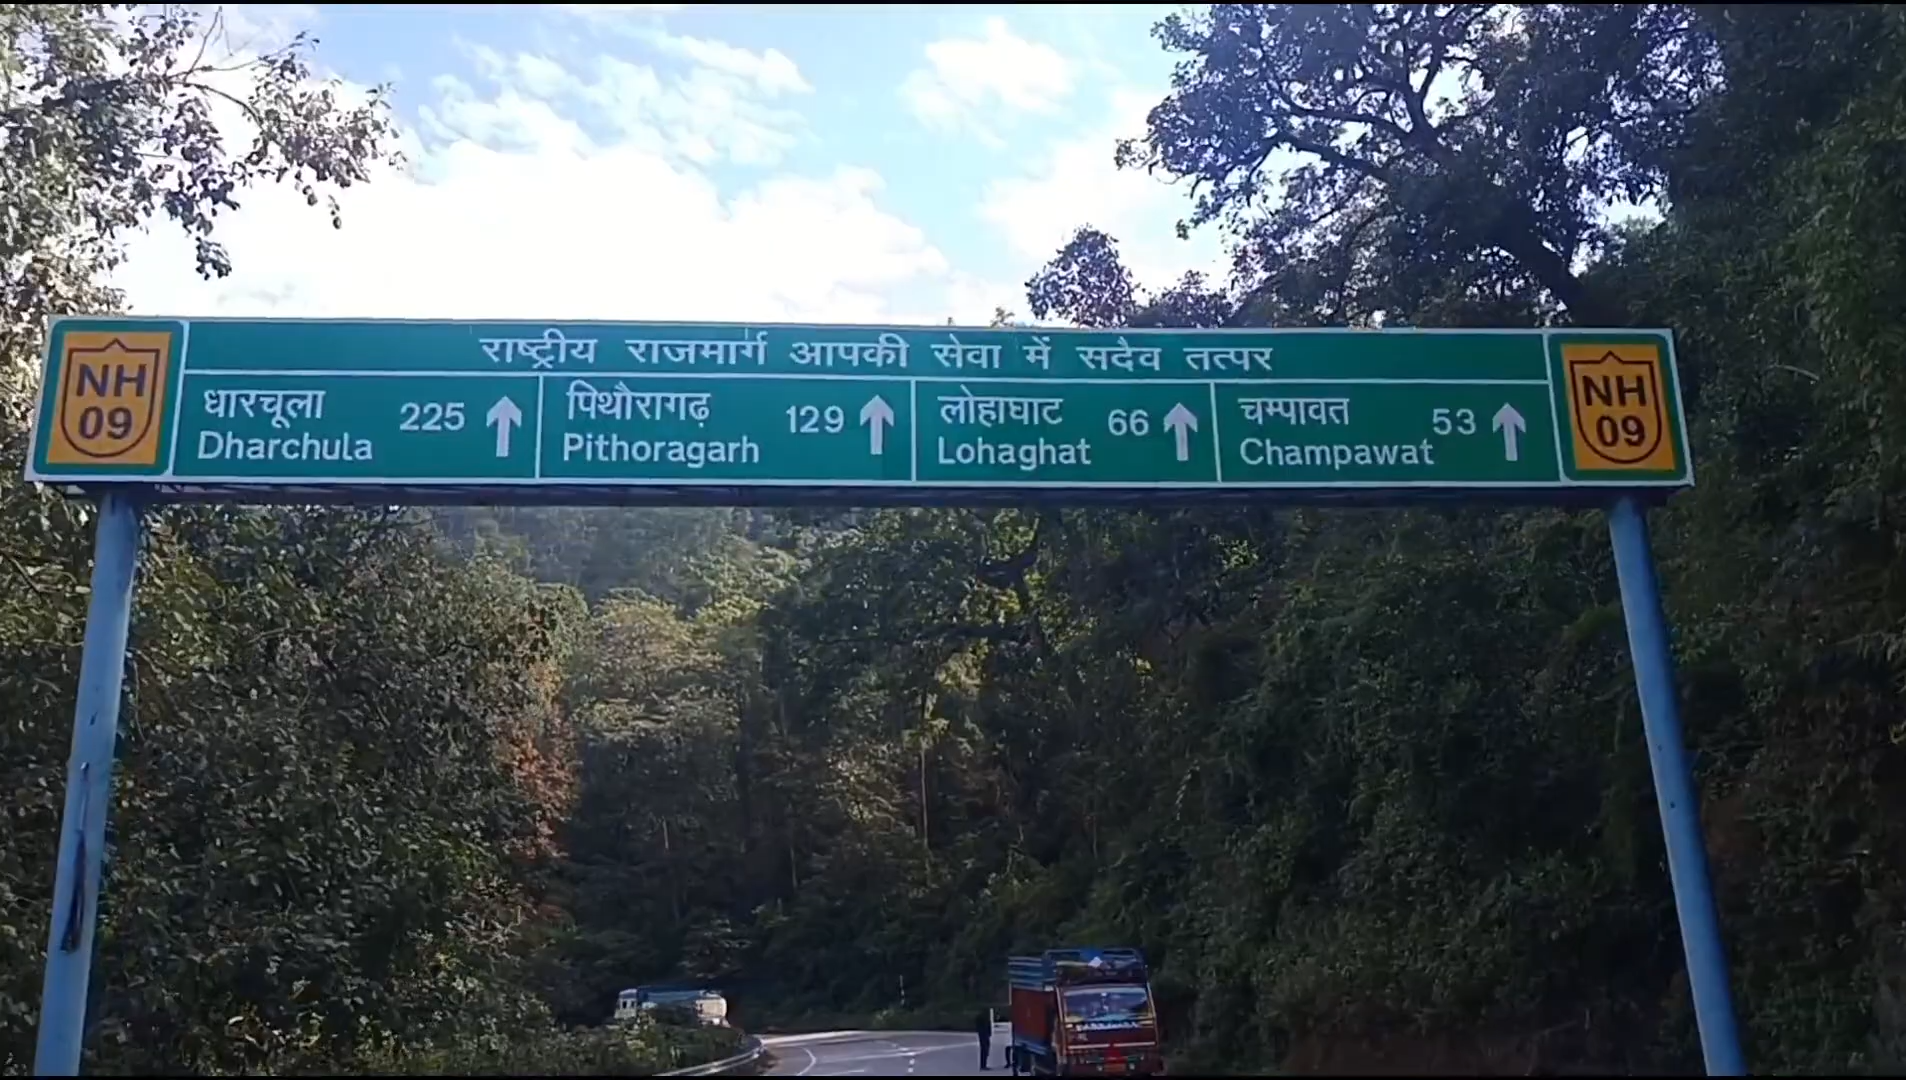 NH
09
राष्ट्रीय राजमार्ग आपकी सेवा में सदैव तत्पर
धारचूला 225
Dharchula
पिथौरागढ़ 129
Pithoragarh
लोहाघाट 66
Lohaghat
चम्पावत 53
Champawat
NH
09